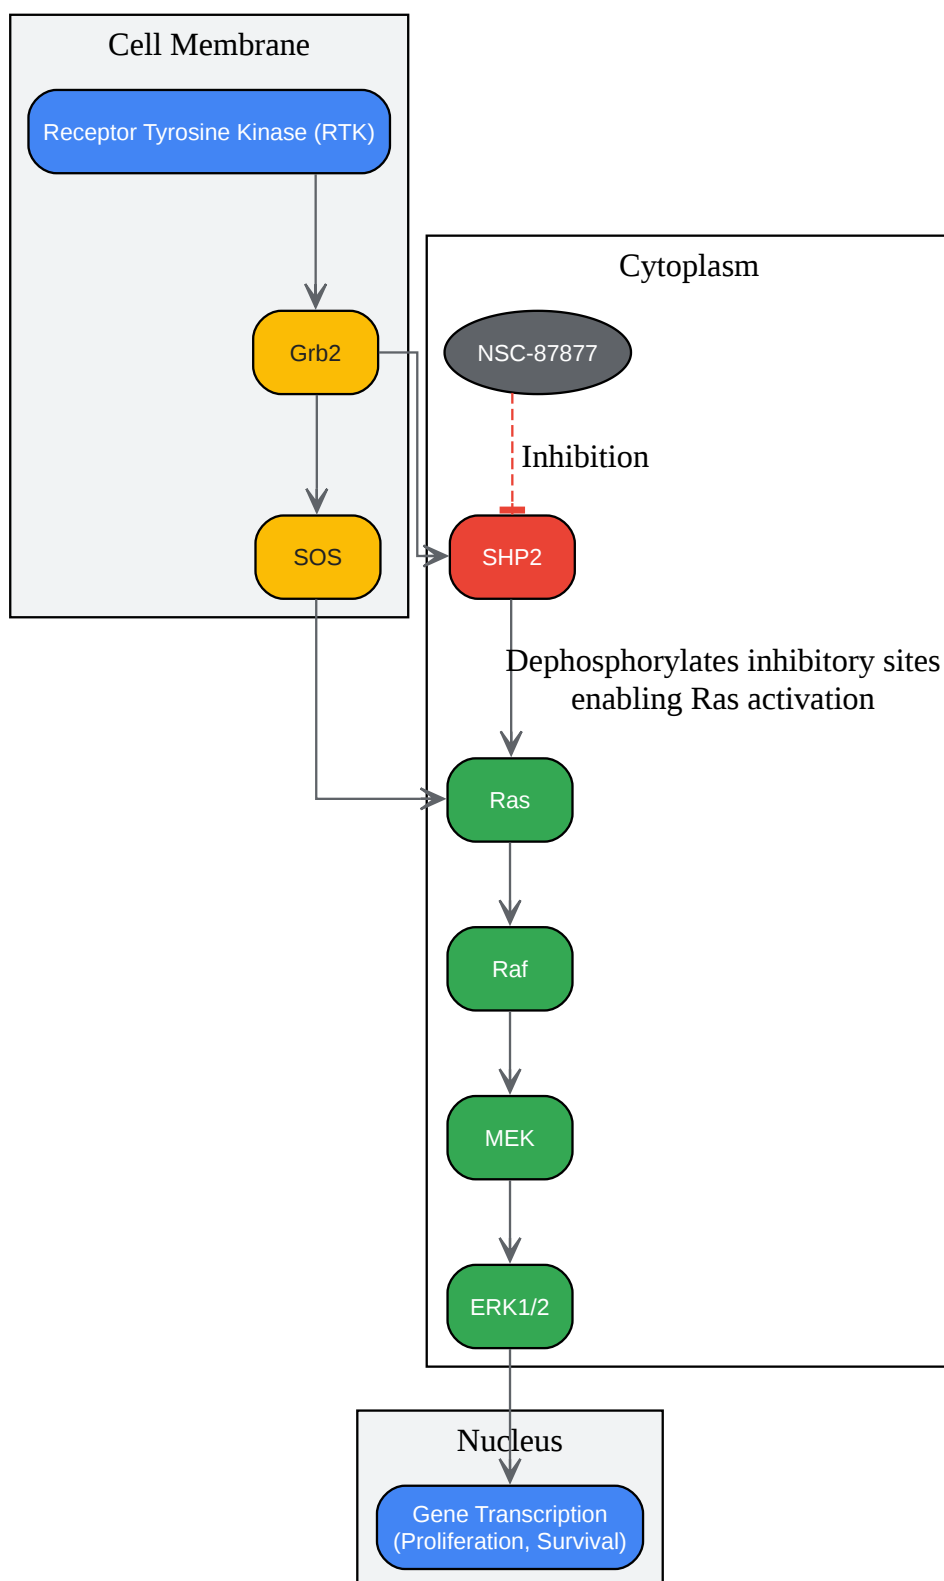 Cell Membrane
Receptor Tyrosine Kinase (RTK)
Cytoplasm
Grb2
NSC-87877
Inhibition
SOS
SHP2
Dephosphorylates inhibitory sites
enabling Ras activation
Ras
Raf
MEK
ERK1/2
Nucleus
Gene Transcription
(Proliferation, Survival)